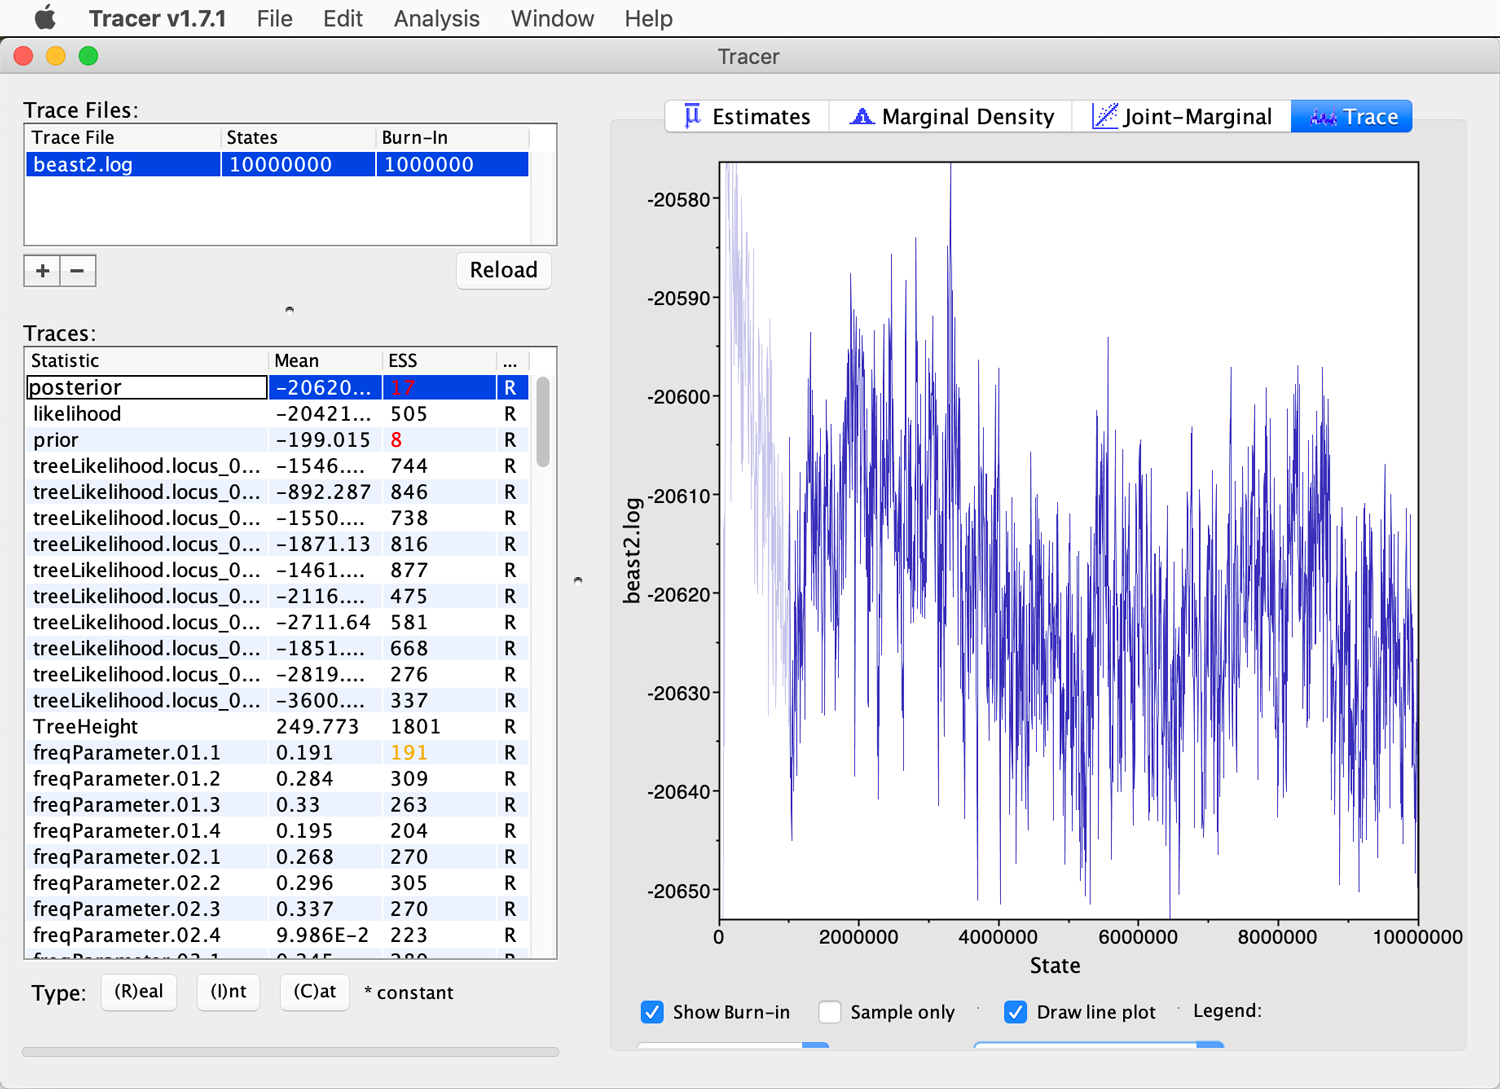 Tracer v1.7.1 File Edit Analysis Window Help
Tracer
Trace Files:
Trace File States Burn-In
beast2.log 10000000 1000000
+ −
Reload
Traces:
Statistic Mean ESS ...
posterior -20620... 17 R
likelihood -20421... 505 R
prior -199.015 8 R
treeLikelihood.locus_0... -1546.... 744 R
treeLikelihood.locus_0... -892.287 846 R
treeLikelihood.locus_0... -1550.... 738 R
treeLikelihood.locus_0... -1871.13 816 R
treeLikelihood.locus_0... -1461.... 877 R
treeLikelihood.locus_0... -2116.... 475 R
treeLikelihood.locus_0... -2711.64 581 R
treeLikelihood.locus_0... -1851.... 668 R
treeLikelihood.locus_0... -2819.... 276 R
treeLikelihood.locus_0... -3600.... 337 R
TreeHeight 249.773 1801 R
freqParameter.01.1 0.191 191 R
freqParameter.01.2 0.284 309 R
freqParameter.01.3 0.33 263 R
freqParameter.01.4 0.195 204 R
freqParameter.02.1 0.268 270 R
freqParameter.02.2 0.296 305 R
freqParameter.02.3 0.337 270 R
freqParameter.02.4 9.986E-2 223 R
Type: (R)eal (I)nt (C)at * constant
Estimates Marginal Density Joint-Marginal Trace
-20580
-20590
-20600
-20610
-20620
-20630
-20640
-20650
beast2.log
0 2000000 4000000 6000000 8000000 10000000
State
Show Burn-in Sample only Draw line plot Legend: